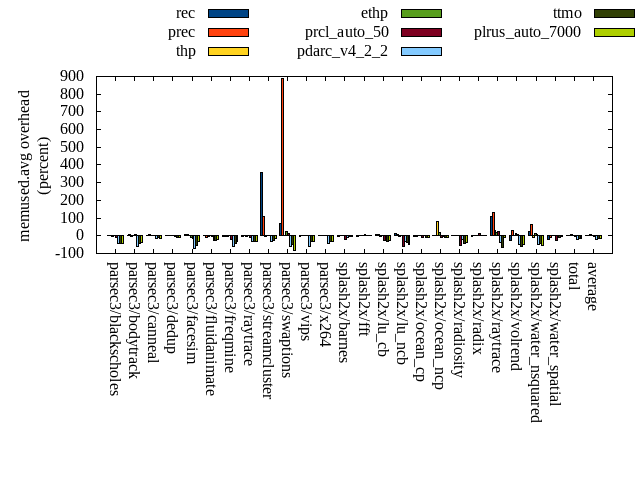 rec
prec
thp
ethp
prcl_auto_50
pdarc_v4_2_2
ttmo
plrus_auto_7000
memused.avg overhead
(percent)
900
800
700
600
500
400
300
200
100
0
-100
parsec3/blackscholes
parsec3/bodytrack
parsec3/canneal
parsec3/dedup
parsec3/facesim
parsec3/fluidanimate
parsec3/freqmine
parsec3/raytrace
parsec3/streamcluster
parsec3/swaptions
parsec3/vips
parsec3/x264
splash2x/barnes
splash2x/fft
splash2x/lu_cb
splash2x/lu_ncb
splash2x/ocean_cp
splash2x/ocean_ncp
splash2x/radiosity
splash2x/radix
splash2x/raytrace
splash2x/volrend
splash2x/water_nsquared
splash2x/water_spatial
total
average